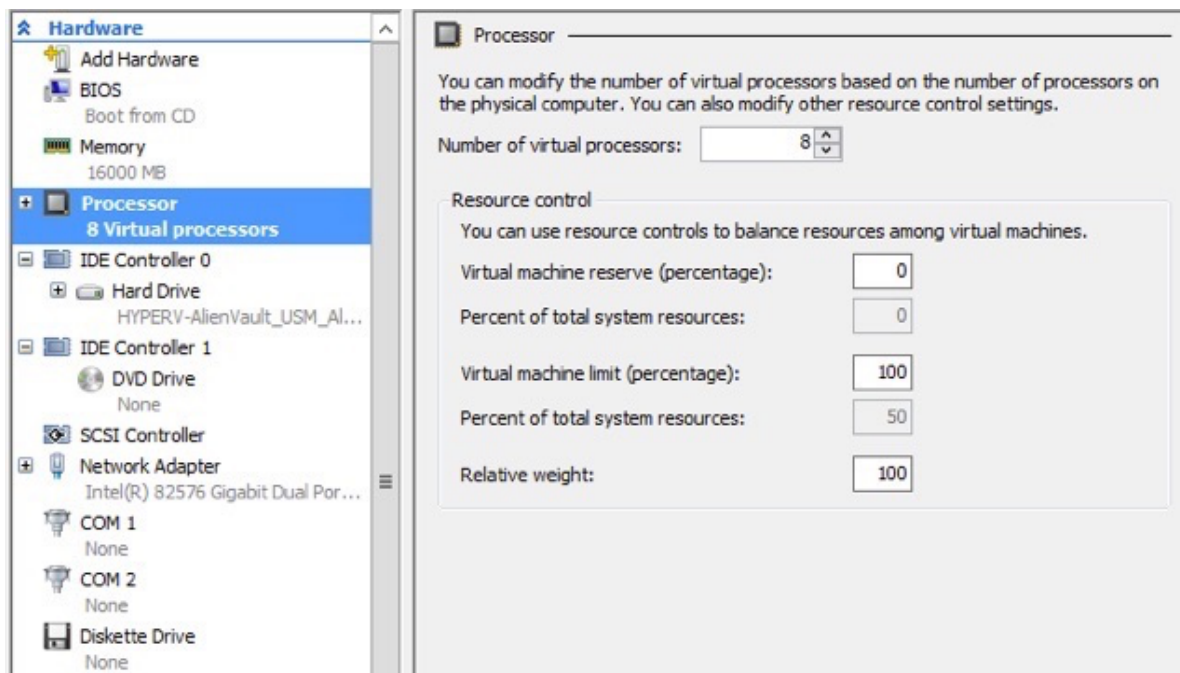 Hardware
Add Hardware
BIOS
Boot from CD
Memory
16000 MB
Processor
8 Virtual processors
IDE Controller 0
Hard Drive
HYPERV-AlienVault_USM_Al...
IDE Controller 1
DVD Drive
None
SCSI Controller
Network Adapter
Intel(R) 82576 Gigabit Dual Por...
COM 1
None
COM 2
None
Diskette Drive
None
Processor
You can modify the number of virtual processors based on the number of processors on
the physical computer. You can also modify other resource control settings.
Number of virtual processors: 8
Resource control
You can use resource controls to balance resources among virtual machines.
Virtual machine reserve (percentage): 0
Percent of total system resources: 0
Virtual machine limit (percentage): 100
Percent of total system resources: 50
Relative weight: 100